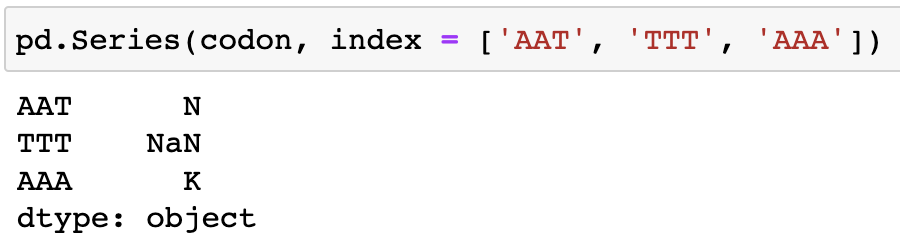 pd.Series(codon, index = ['AAT', 'TTT', 'AAA'])
AAT      N
TTT    NaN
AAA      K
dtype: object